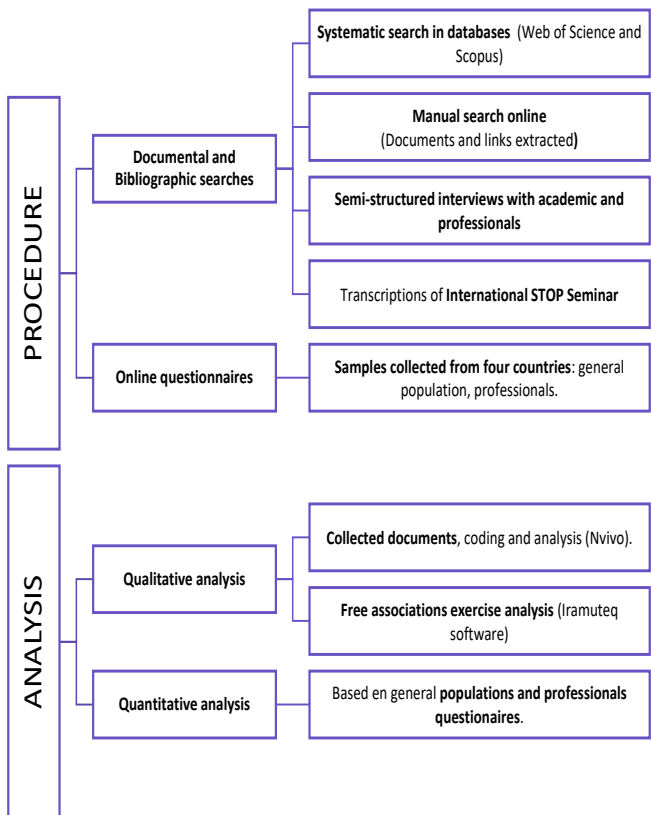 PROCEDURE
Documental and
Bibliographic searches
Systematic search in databases (Web of Science and
Scopus)
Manual search online
(Documents and links extracted)
Semi-structured interviews with academic and
professionals
Transcriptions of International STOP Seminar
Online questionnaires
Samples collected from four countries: general
population, professionals.
ANALYSIS
Qualitative analysis
Collected documents, coding and analysis (Nvivo).
Free associations exercise analysis (Iramuteq
software)
Quantitative analysis
Based en general populations and professionals
questionaires.